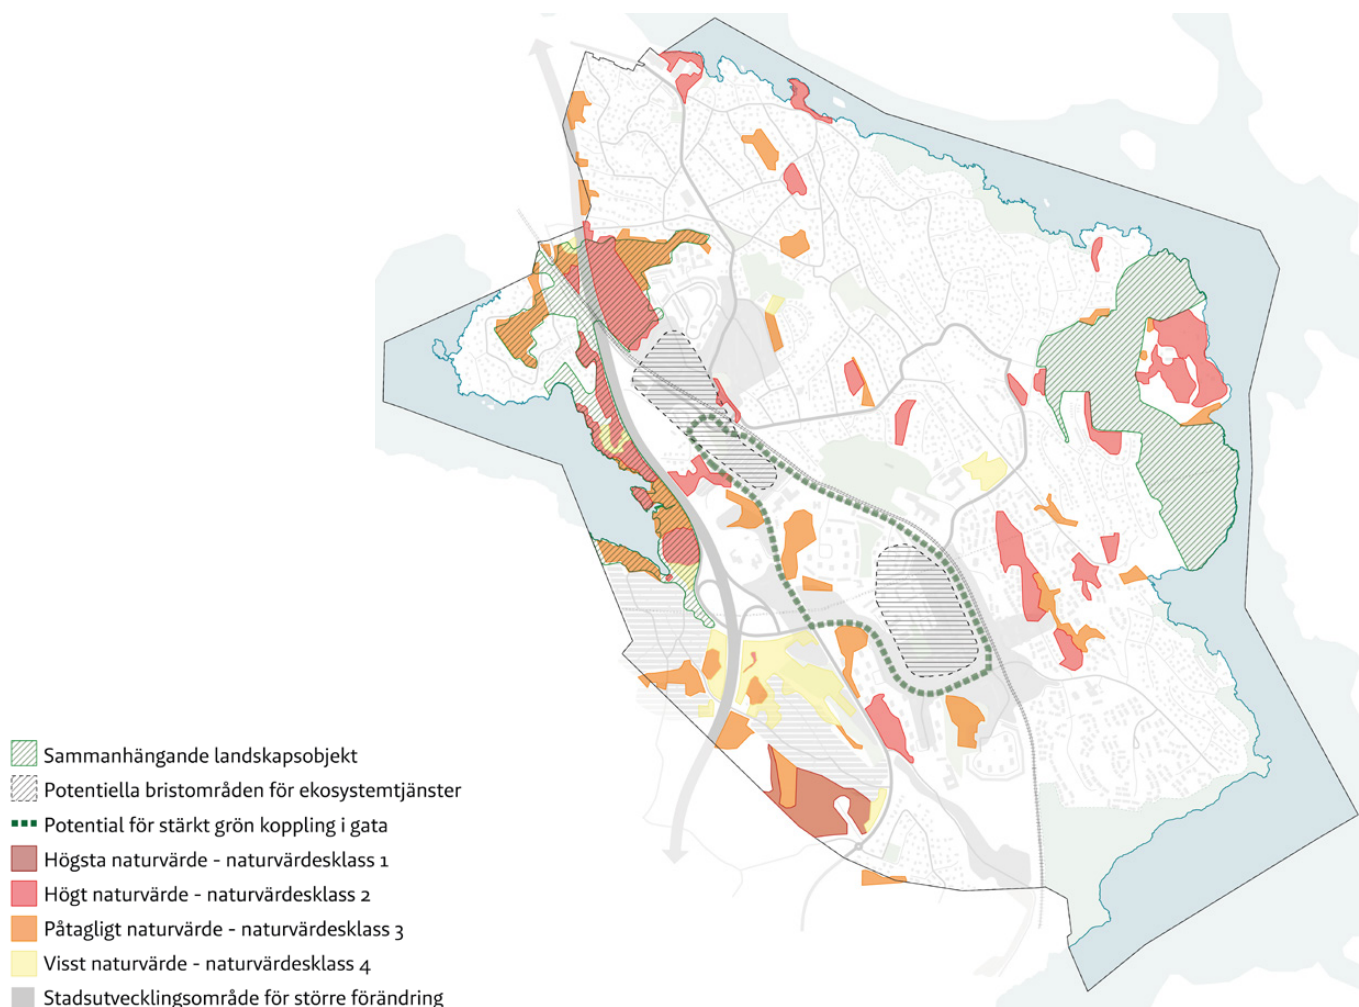 Sammanhängande landskapsobjekt
Potentiella bristområden för ekosystemtjänster
Potential för stärkt grön koppling i gata
Högsta naturvärde - naturvärdesklass 1
Högt naturvärde - naturvärdesklass 2
Påtagligt naturvärde - naturvärdesklass 3
Visst naturvärde - naturvärdesklass 4
Stadsutvecklingsområde för större förändring